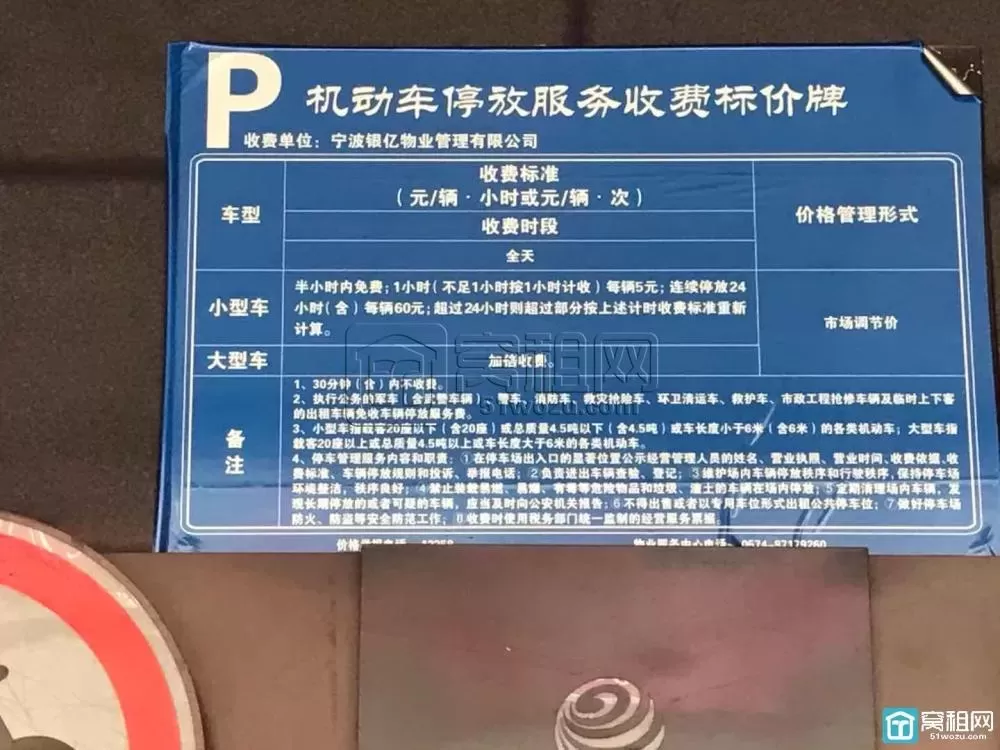 P
机动车停放服务收费标价牌
收费单位：宁波银亿物业管理有限公司
车型
收费标准
（元/辆·小时或元/辆·次）
收费时段
全天
价格管理形式
小型车
半小时内免费；1小时（不足1小时按1小时计收）每辆5元；连续停放24
小时（含）每辆60元；超过24小时则超过部分按上述计时收费标准重新
计算。
市场调节价
大型车
加倍收费。
备注
1、30分钟（含）内不收费。
2、执行公务的军车（含武警车辆）、警车、消防车、救灾抢险车、环卫清运车、救护车、市政工程抢修车辆及临时上下客
的出租车辆免收车辆停放服务费。
3、小型车指载客20座以下（含20座）或总质量4.5吨以下（含4.5吨）或车长度小于6米（含6米）的各类机动车；大型车指
载客20座以上或总质量4.5吨以上或车长度大于6米的各类机动车。
4、停车管理服务内容和职责：①在停车场出入口的显著位置公示经营管理人员的姓名、营业执照、营业时间、收费依据、收
费标准、车辆停放规则和投诉、举报电话；②负责进出车辆查验、登记；③维护场内车辆停放秩序和行驶秩序，保持停车场
环境整洁，秩序良好；④禁止装载易燃、易爆、有毒等危险物品和垃圾、渣土的车辆在场内停放；⑤定期清理场内车辆，发
现长期停放的或者可疑的车辆，应当及时向公安机关报告；⑥不得出售或者以专用车位形式出租公共停车位；⑦做好停车场
防火、防盗等安全防范工作；⑧收费时使用税务部门统一监制的经营服务票据。
价格举报电话：12358
物业服务中心电话：0574-87179260
窝租网
51wozu.com
窝租网
51wozu.com